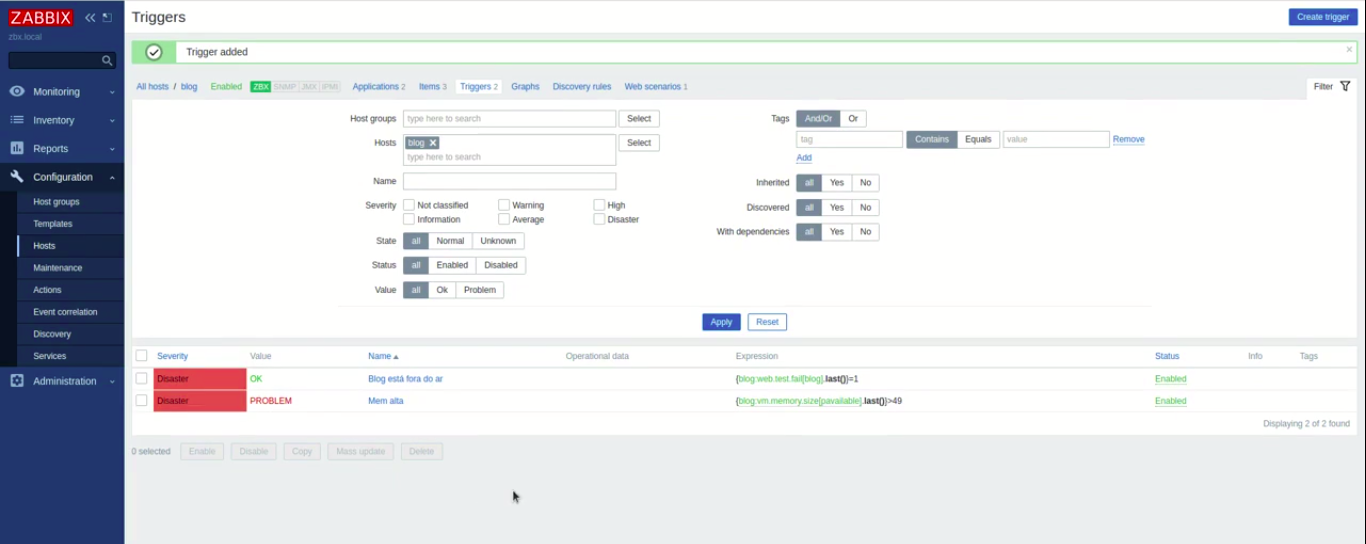 ZABBIX
Triggers
Create trigger
zbx.local
Trigger added
All hosts / blog Enabled ZBX SNMP JMX IPMI Applications 2 Items 3 Triggers 2 Graphs Discovery rules Web scenarios 1
Filter
Monitoring
Inventory
Reports
Configuration
Host groups
Templates
Hosts
Maintenance
Actions
Event correlation
Discovery
Services
Administration
Host groups type here to search Select
Hosts blog Select
type here to search
Name
Severity Not classified Warning High
Information Average Disaster
State all Normal Unknown
Status all Enabled Disabled
Value all Ok Problem
Tags And/Or Or
tag Contains Equals value Remove
Add
Inherited all Yes No
Discovered all Yes No
With dependencies all Yes No
Apply Reset
Severity Value Name Operational data Expression Status Info Tags
Disaster OK Blog está fora do ar {blog:web.test.fail[blog].last()}=1 Enabled
Disaster PROBLEM Mem alta {blog:vm.memory.size[pavailable].last()}>49 Enabled
Displaying 2 of 2 found
0 selected Enable Disable Copy Mass update Delete